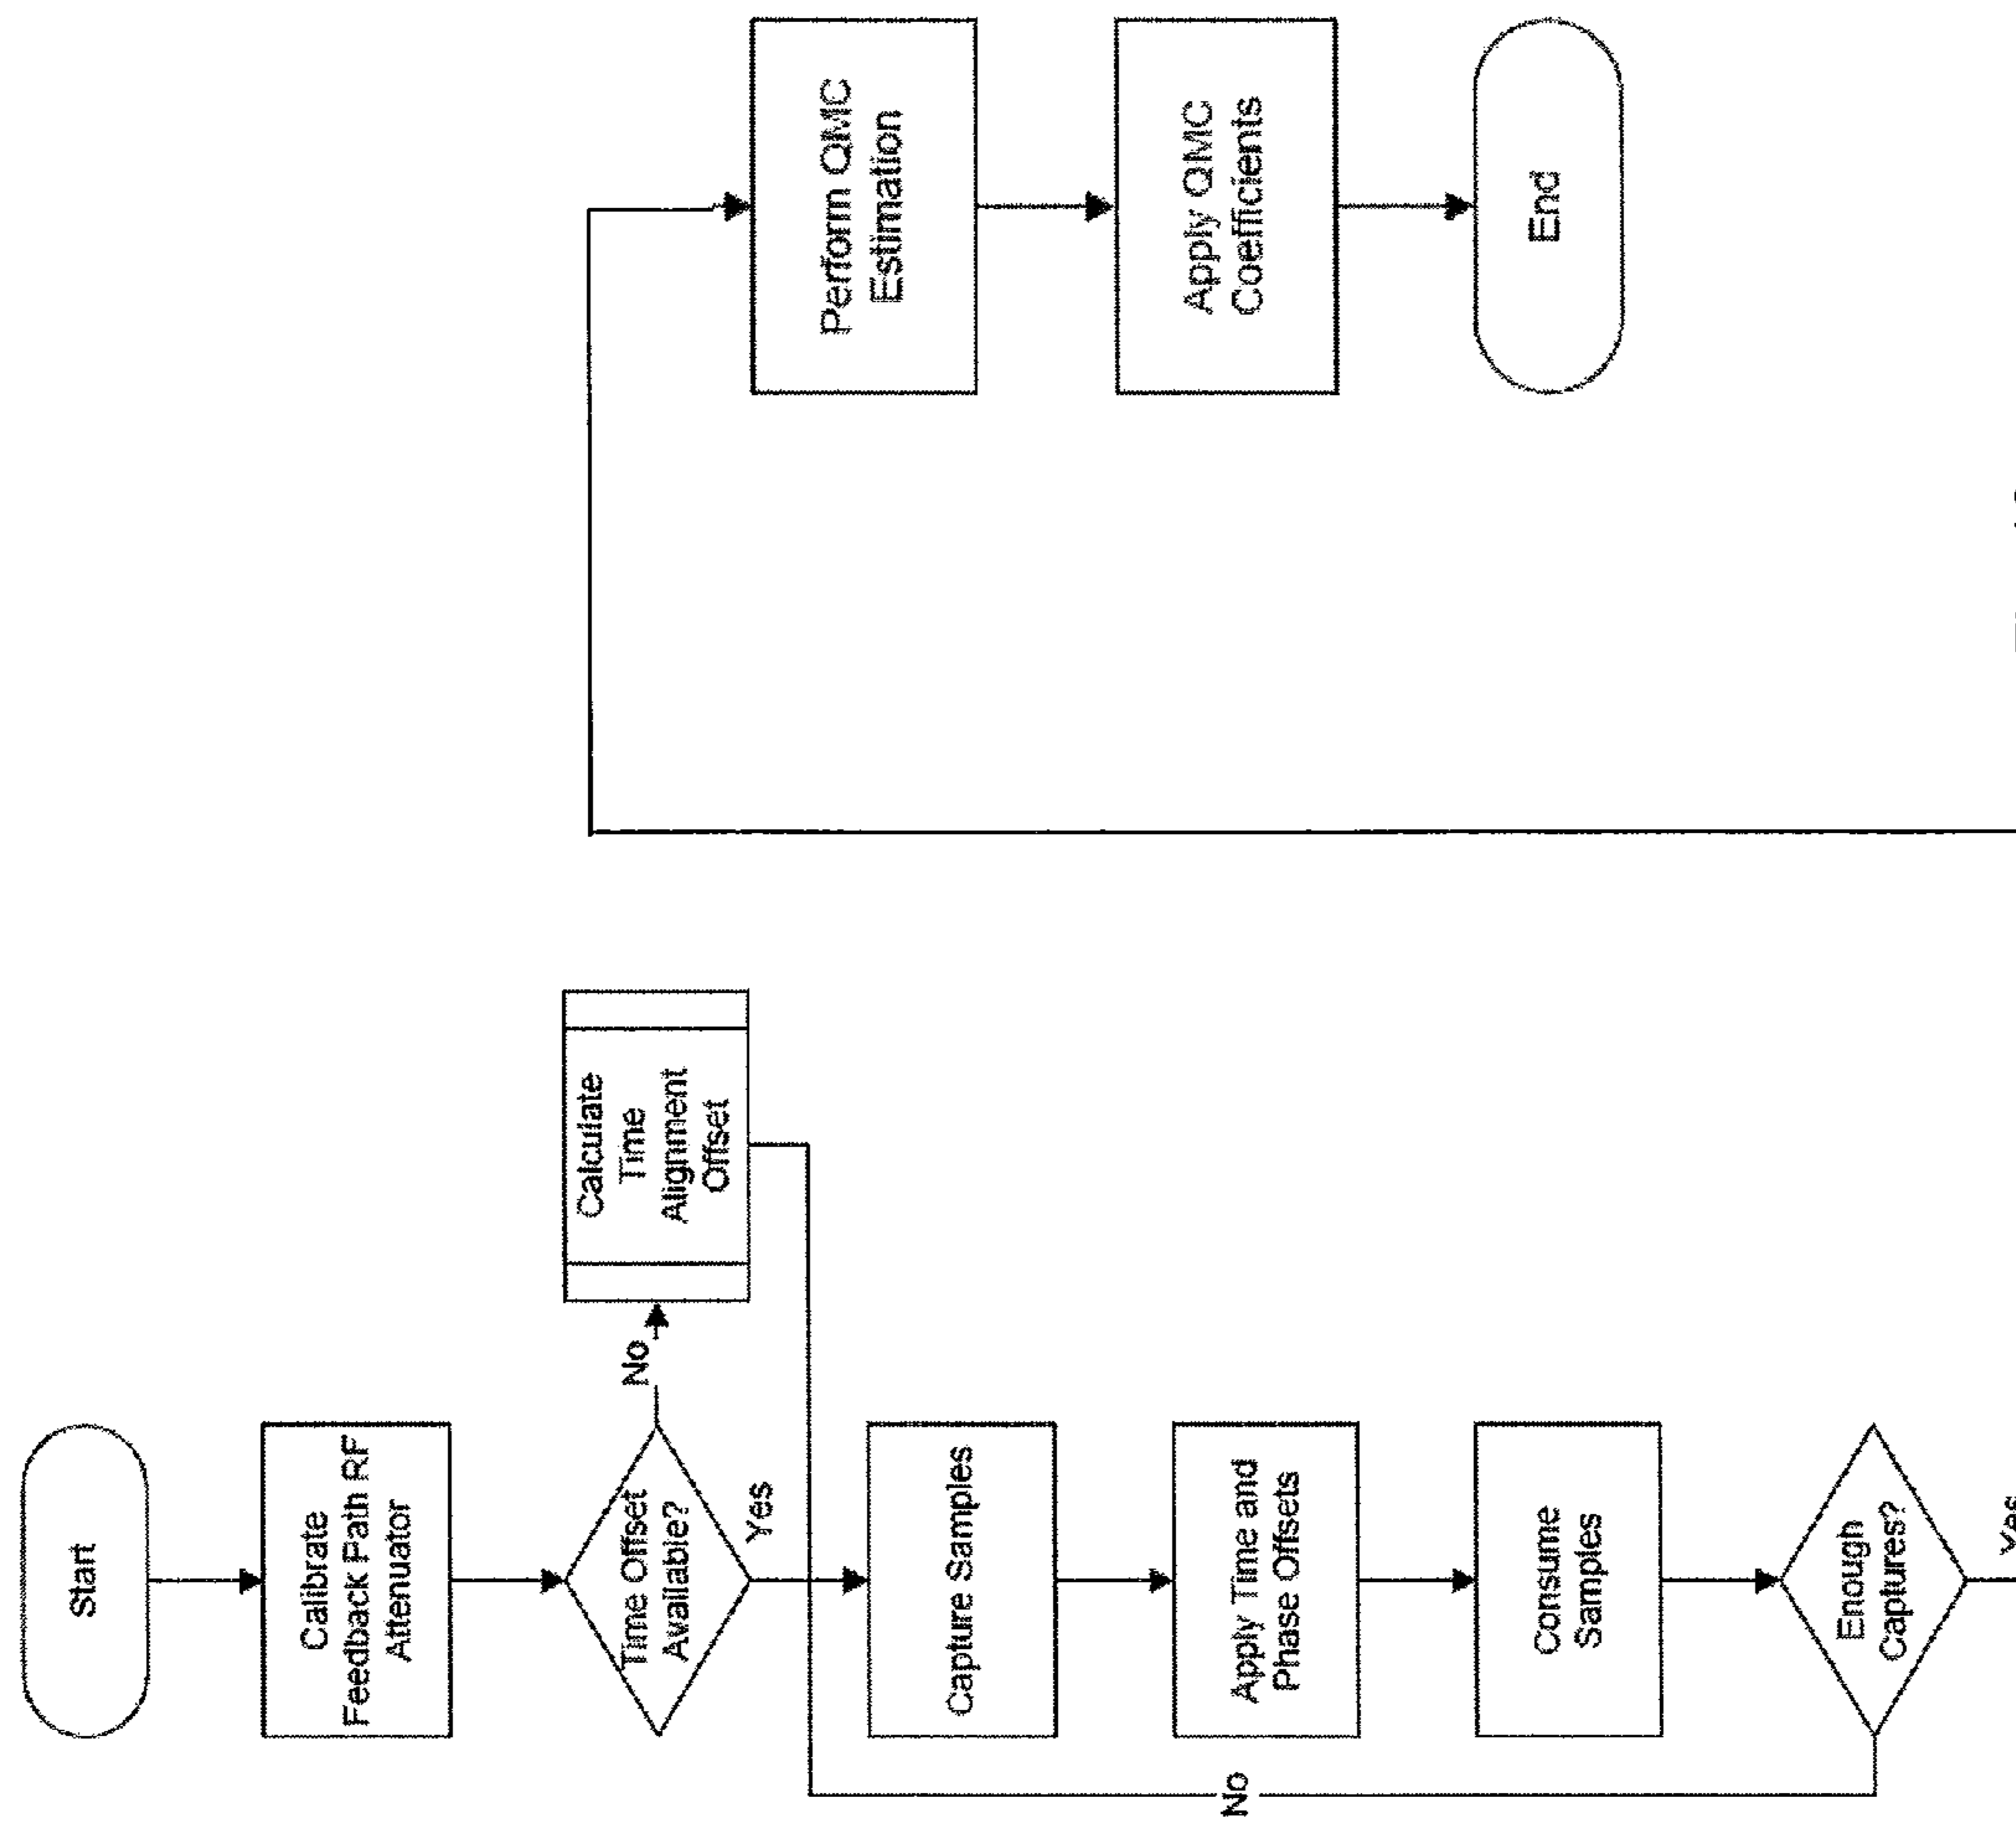 Start
Calibrate
Feedback Path RF
Attenuator
Time Offset
Available?
No
Calculate
Time
Alignment
Offset
Yes
Capture Samples
Apply Time and
Phase Offsets
Consume
Samples
Enough
Captures?
No
Yes
Perform QMC
Estimation
Apply QMC
Coefficients
End